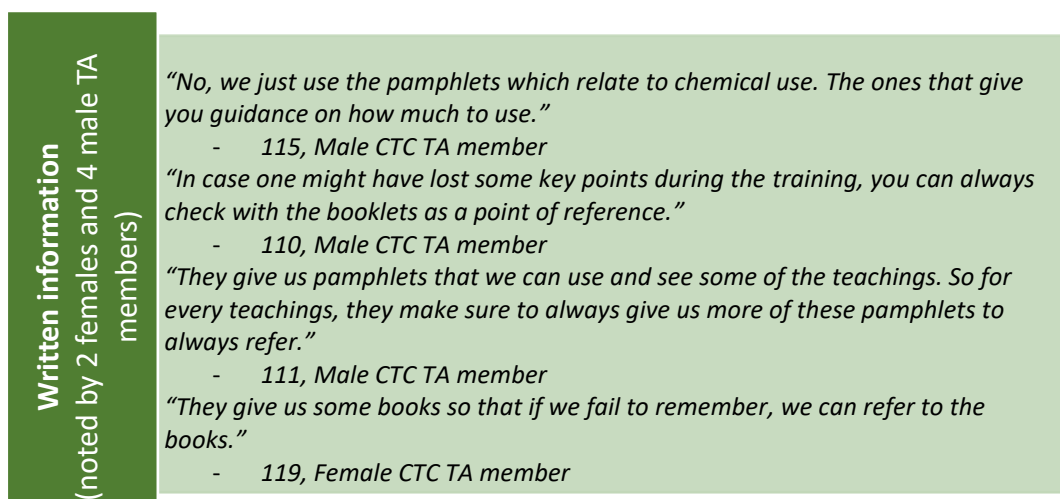 Written information
(noted by 2 females and 4 male TA
members)
“No, we just use the pamphlets which relate to chemical use. The ones that give
you guidance on how much to use.”
- 115, Male CTC TA member
“In case one might have lost some key points during the training, you can always
check with the booklets as a point of reference.”
- 110, Male CTC TA member
“They give us pamphlets that we can use and see some of the teachings. So for
every teachings, they make sure to always give us more of these pamphlets to
always refer.”
- 111, Male CTC TA member
“They give us some books so that if we fail to remember, we can refer to the
books.”
- 119, Female CTC TA member